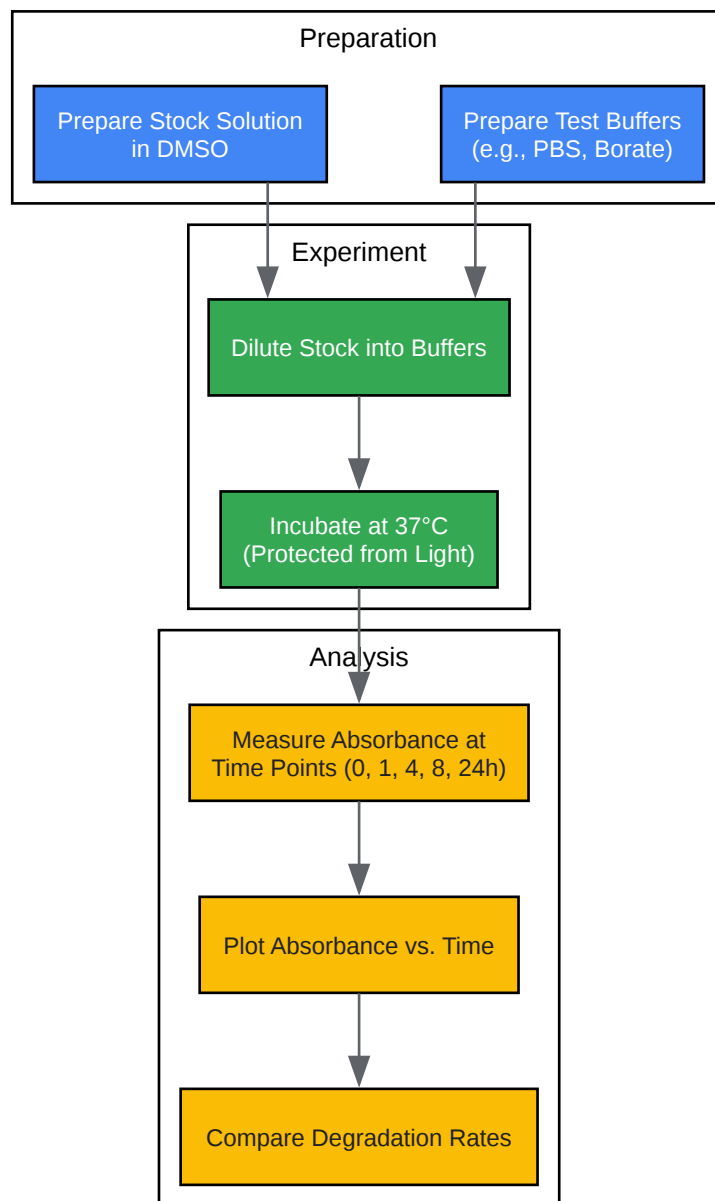 Preparation
Prepare Stock Solution
in DMSO
Prepare Test Buffers
(e.g., PBS, Borate)
Experiment
Dilute Stock into Buffers
Incubate at 37°C
(Protected from Light)
Analysis
Measure Absorbance at
Time Points (0, 1, 4, 8, 24h)
Plot Absorbance vs. Time
Compare Degradation Rates